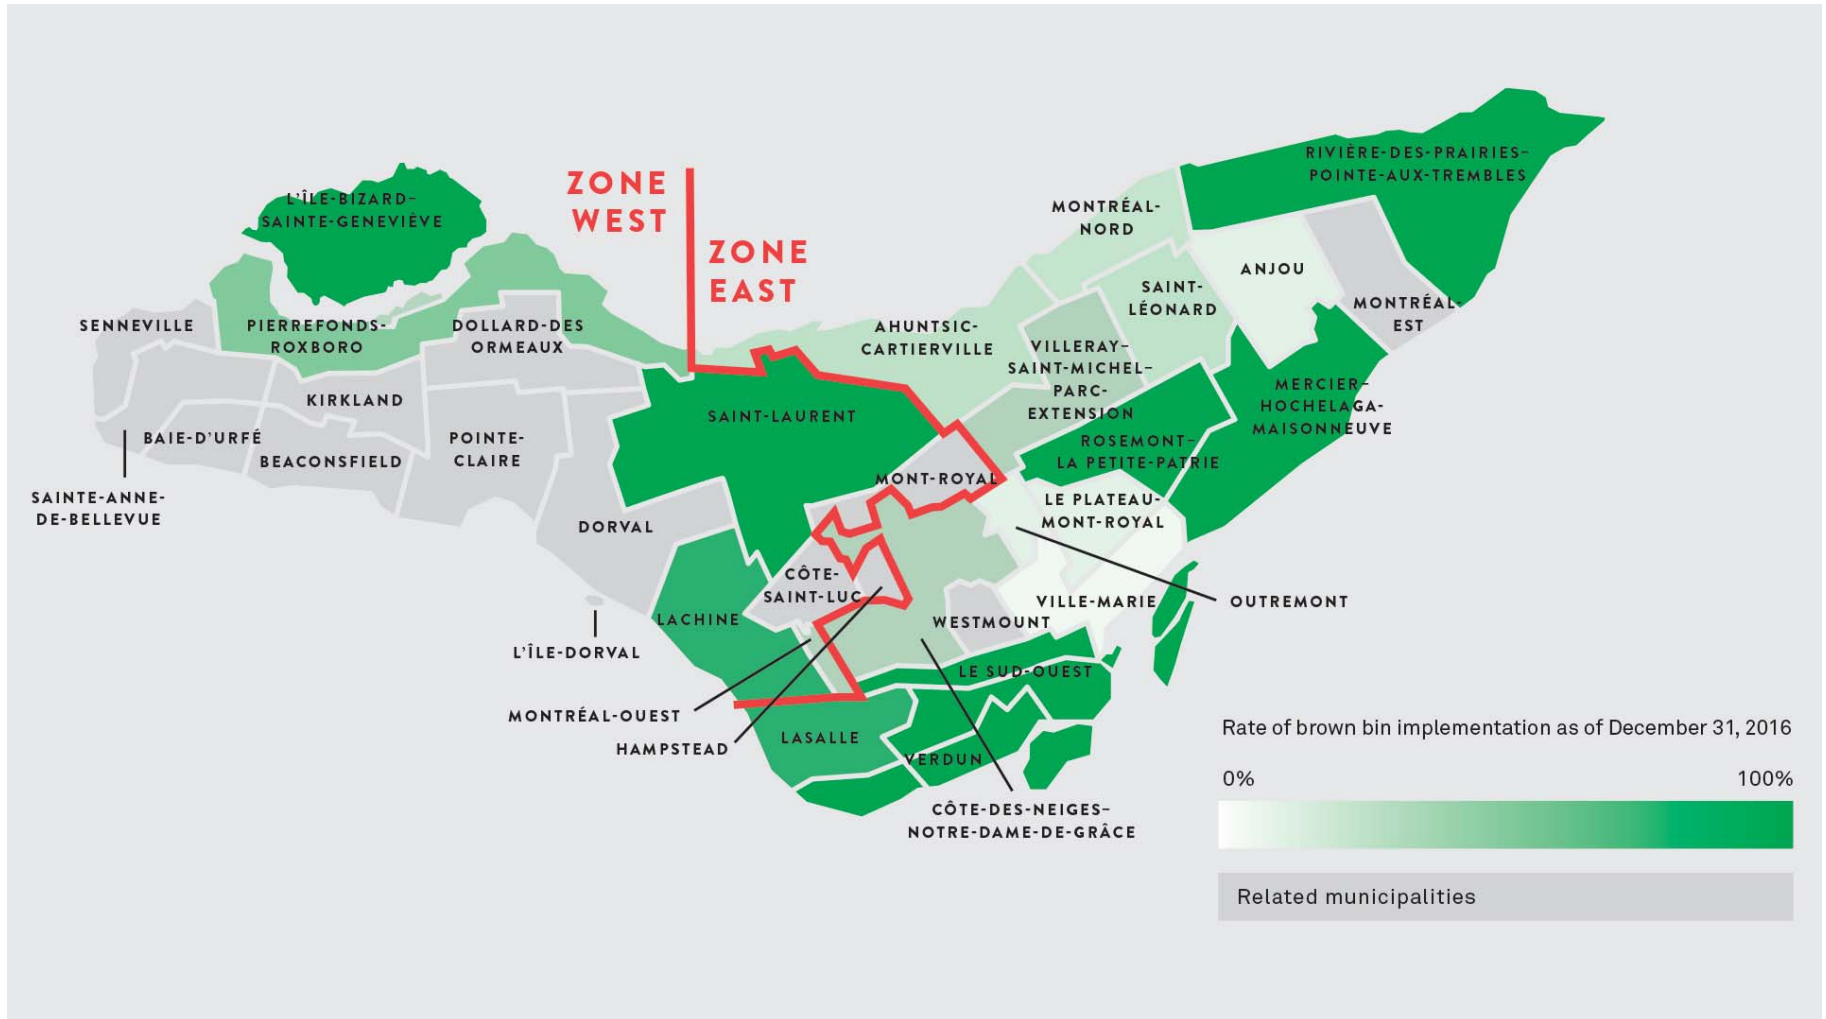 L'ÎLE-BIZARD–
SAINTE-GENEVIÈVE
ZONE
WEST
ZONE
EAST
RIVIÈRE-DES-PRAIRIES–
POINTE-AUX-TREMBLES
MONTRÉAL-
NORD
ANJOU
SAINT-
LÉONARD
MONTRÉAL-
EST
SENNEVILLE
PIERREFONDS-
ROXBORO
DOLLARD-DES
ORMEAUX
AHUNTSIC-
CARTIERVILLE
VILLERAY–
SAINT-MICHEL–
PARC-
EXTENSION
MERCIER–
HOCHELAGA-
MAISONNEUVE
KIRKLAND
SAINT-LAURENT
BAIE-D'URFÉ
BEACONSFIELD
POINTE-
CLAIRE
ROSEMONT–
LA PETITE-PATRIE
MONT-ROYAL
SAINTE-ANNE-
DE-BELLEVUE
LE PLATEAU-
MONT-ROYAL
DORVAL
CÔTE-
SAINT-LUC
LACHINE
WESTMOUNT
VILLE-MARIE
OUTREMONT
L'ÎLE-DORVAL
LE SUD-OUEST
MONTRÉAL-OUEST
HAMPSTEAD
LASALLE
VERDUN
CÔTE-DES-NEIGES–
NOTRE-DAME-DE-GRÂCE
Rate of brown bin implementation as of December 31, 2016
0%
100%
Related municipalities